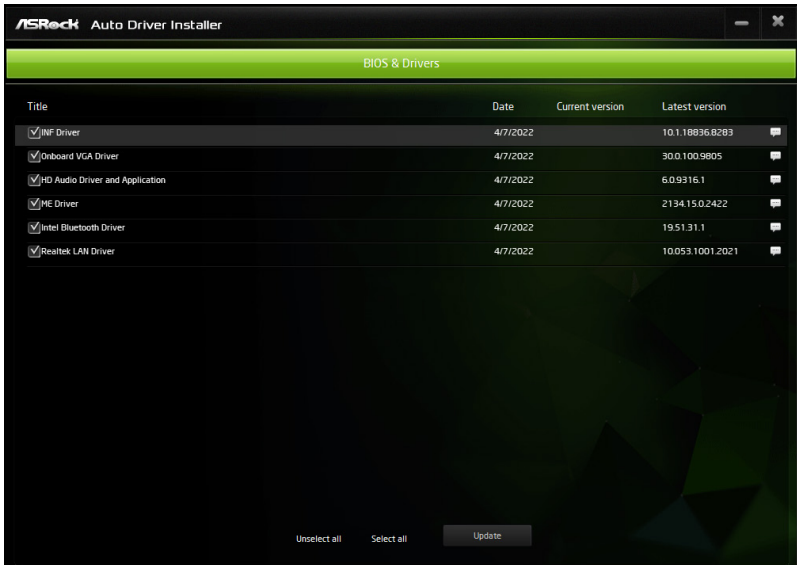 ASRock Auto Driver Installer
BIOS & Drivers
Title Date Current version Latest version
INF Driver 4/7/2022 10.1.18836.8283
Onboard VGA Driver 4/7/2022 30.0.100.9805
HD Audio Driver and Application 4/7/2022 6.0.9316.1
ME Driver 4/7/2022 2134.15.0.2422
Intel Bluetooth Driver 4/7/2022 19.51.31.1
Realtek LAN Driver 4/7/2022 10.053.1001.2021
Unselect all Select all Update